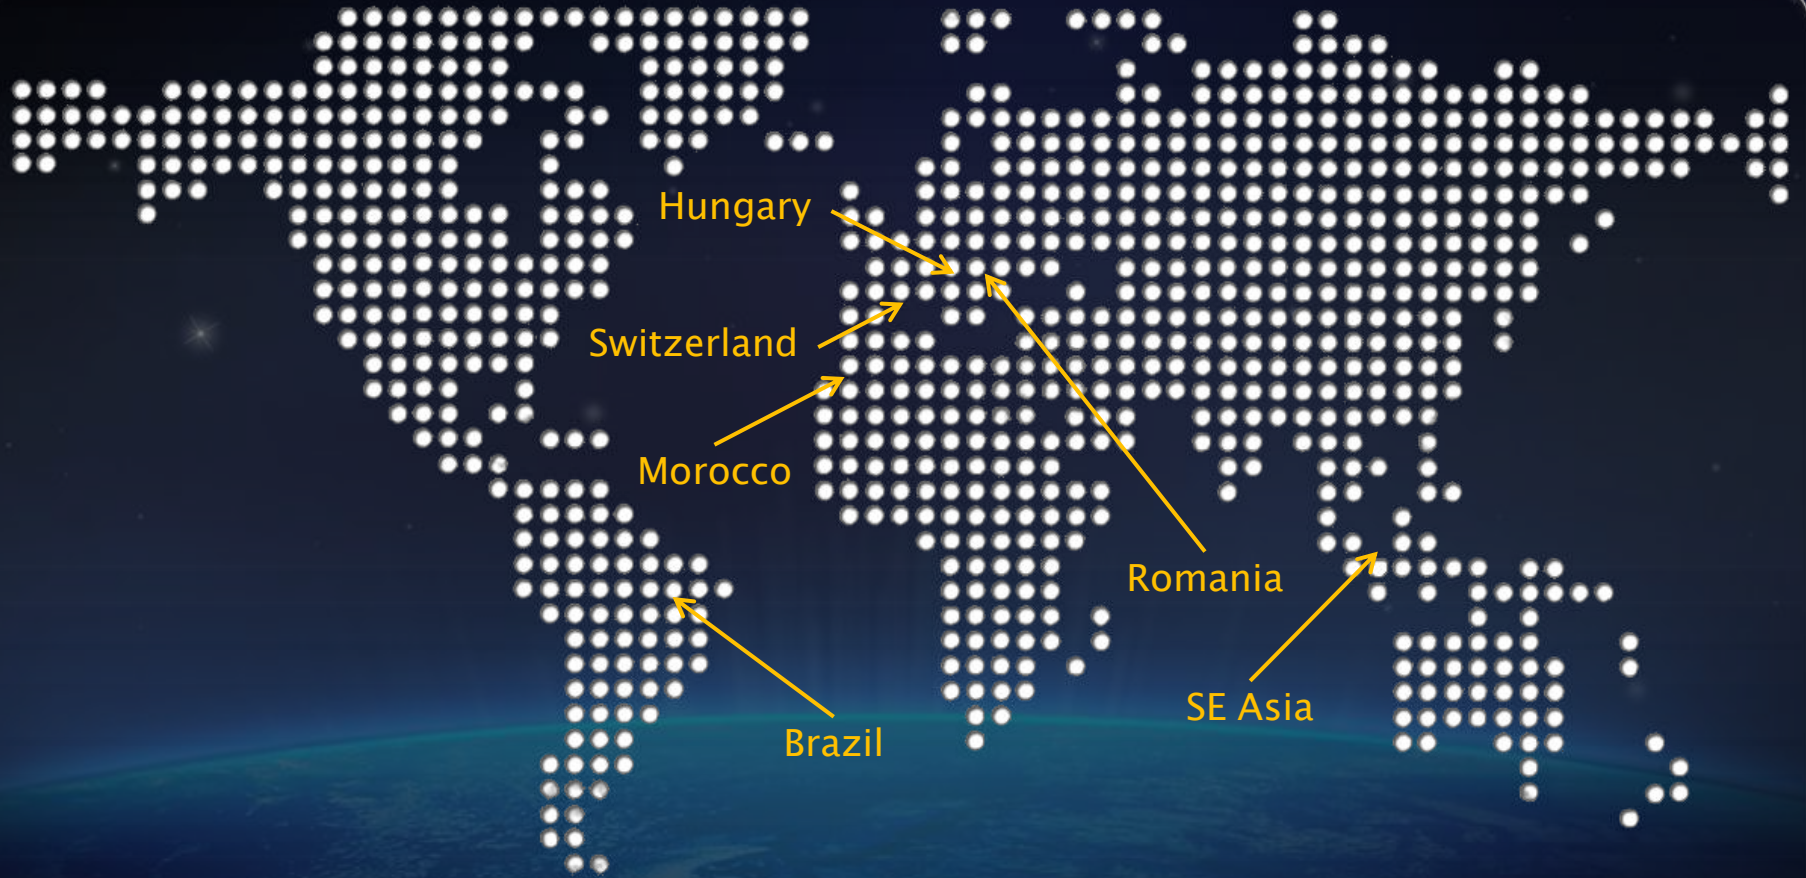 Hungary
Switzerland
Morocco
Romania
SE Asia
Brazil